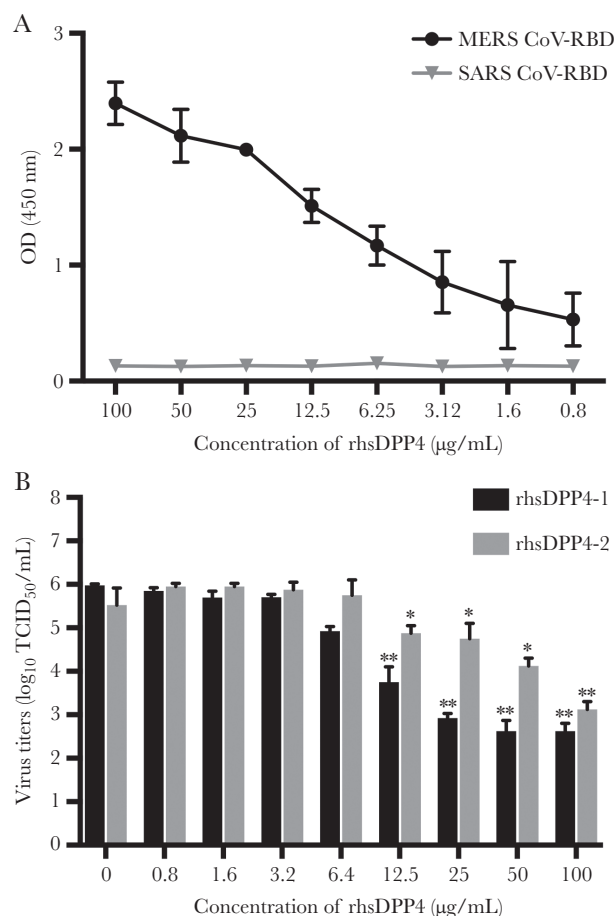 A
MERS CoV-RBD
SARS CoV-RBD
3
2
1
0
OD (450 nm)
100 50 25 12.5 6.25 3.12 1.6 0.8
Concentration of rhsDPP4 (μg/mL)
B
rhsDPP4-1
rhsDPP4-2
8
7
6
5
4
3
2
1
0
Virus titers (log10 TCID50/mL)
** * ** * ** * ** **
0 0.8 1.6 3.2 6.4 12.5 25 50 100
Concentration of rhsDPP4 (μg/mL)